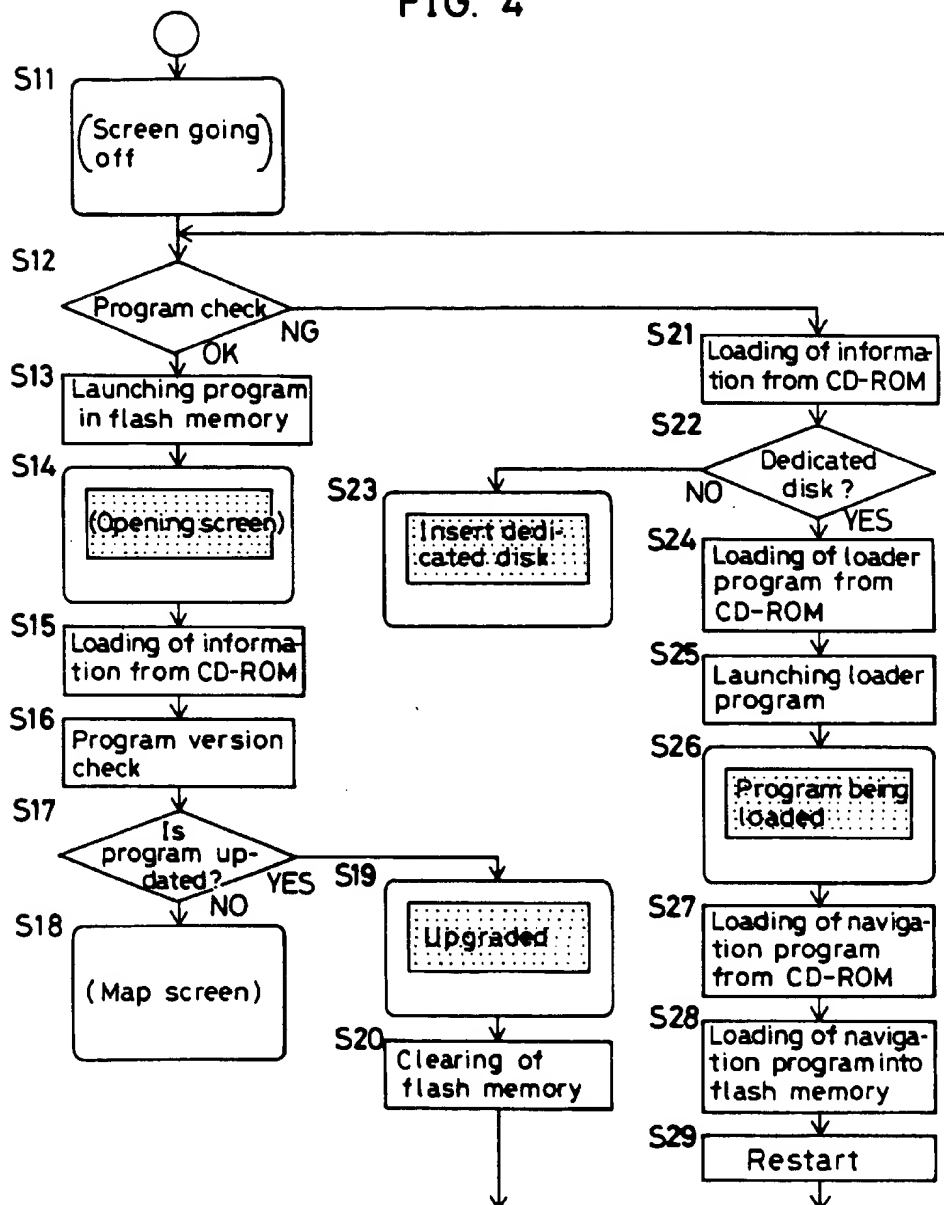 FIG. 4
S11
(Screen going
off)
S12
Program check
NG
OK
S13
Launching program
in flash memory
S14
(Opening screen)
S15
Loading of informa-
tion from CD-ROM
S16
Program version
check
S17
Is
program up-
dated?
YES
NO
S18
(Map screen)
S19
Upgraded
S20
Clearing of
flash memory
S21
Loading of informa-
tion from CD-ROM
S22
Dedicated
disk?
NO
YES
S23
Insert dedi-
cated disk
S24
Loading of loader
program from
CD-ROM
S25
Launching loader
program
S26
Program being
loaded
S27
Loading of naviga-
tion program
from CD-ROM
S28
Loading of naviga-
tion program into
flash memory
S29
Restart